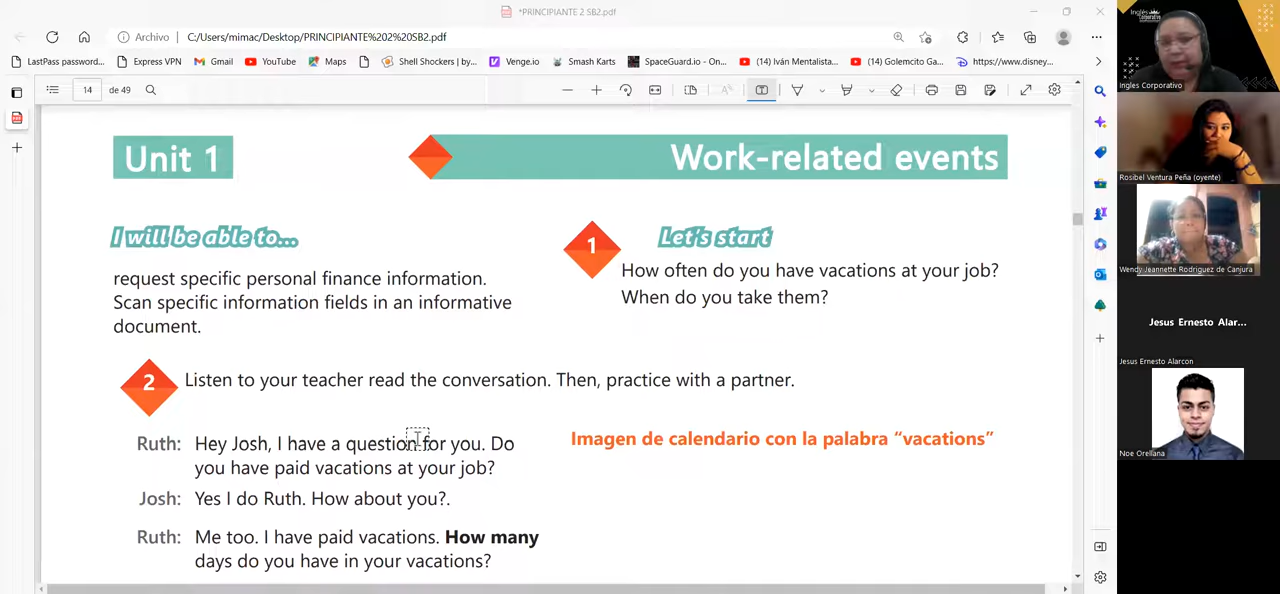 *PRINCIPIANTE 2 SB2.pdf
Archivo
C:/Users/mimac/Desktop/PRINCIPIANTE%202%20SB2.pdf
LastPass password...
Express VPN
Gmail
YouTube
Maps
Shell Shockers | by...
Venge.io
Smash Karts
SpaceGuard.io - On...
(14) Iván Mentalista...
(14) Golemcito Ga...
https://www.disney...
14
de 49
Unit 1
Work-related events
I will be able to...
request specific personal finance information.
Scan specific information fields in an informative
document.
1
Let's start
How often do you have vacations at your job?
When do you take them?
2
Listen to your teacher read the conversation. Then, practice with a partner.
Ruth: Hey Josh, I have a question for you. Do
you have paid vacations at your job?
Josh: Yes I do Ruth. How about you?.
Ruth: Me too. I have paid vacations. How many
days do you have in your vacations?
Imagen de calendario con la palabra “vacations”
Inglés
Corporativo
Ingles Corporativo
Rosibel Ventura Peña (oyente)
Wendy Jeannette Rodriguez de Canjura
Jesus Ernesto Alar...
Jesus Ernesto Alarcon
Noe Orellana